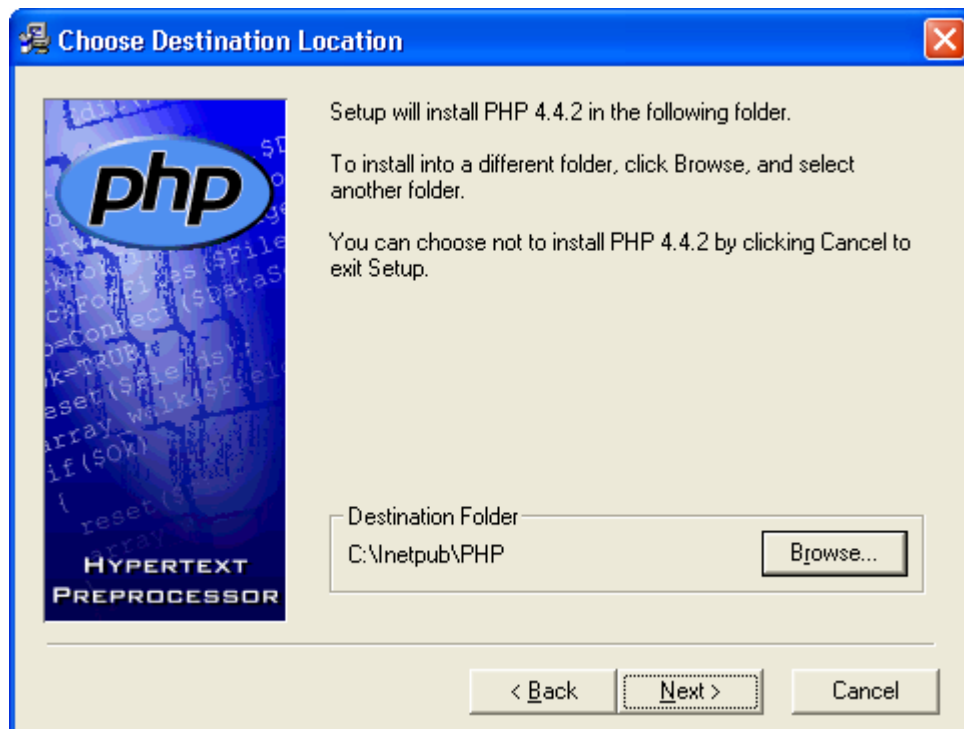 Choose Destination Location
php
HYPERTEXT
PREPROCESSOR
Setup will install PHP 4.4.2 in the following folder.
To install into a different folder, click Browse, and select
another folder.
You can choose not to install PHP 4.4.2 by clicking Cancel to
exit Setup.
Destination Folder
C:\Inetpub\PHP
Browse...
< Back
Next >
Cancel